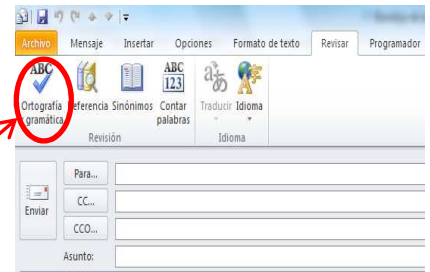 Archivo Mensaje Insertar Opciones Formato de texto Revisar Programador
ABC ABC 123
Ortografía Referencia Sinónimos Contar Traducir Idioma
y gramática palabras
Revisión Idioma
Para...
CC...
Enviar
CCO...
Asunto: